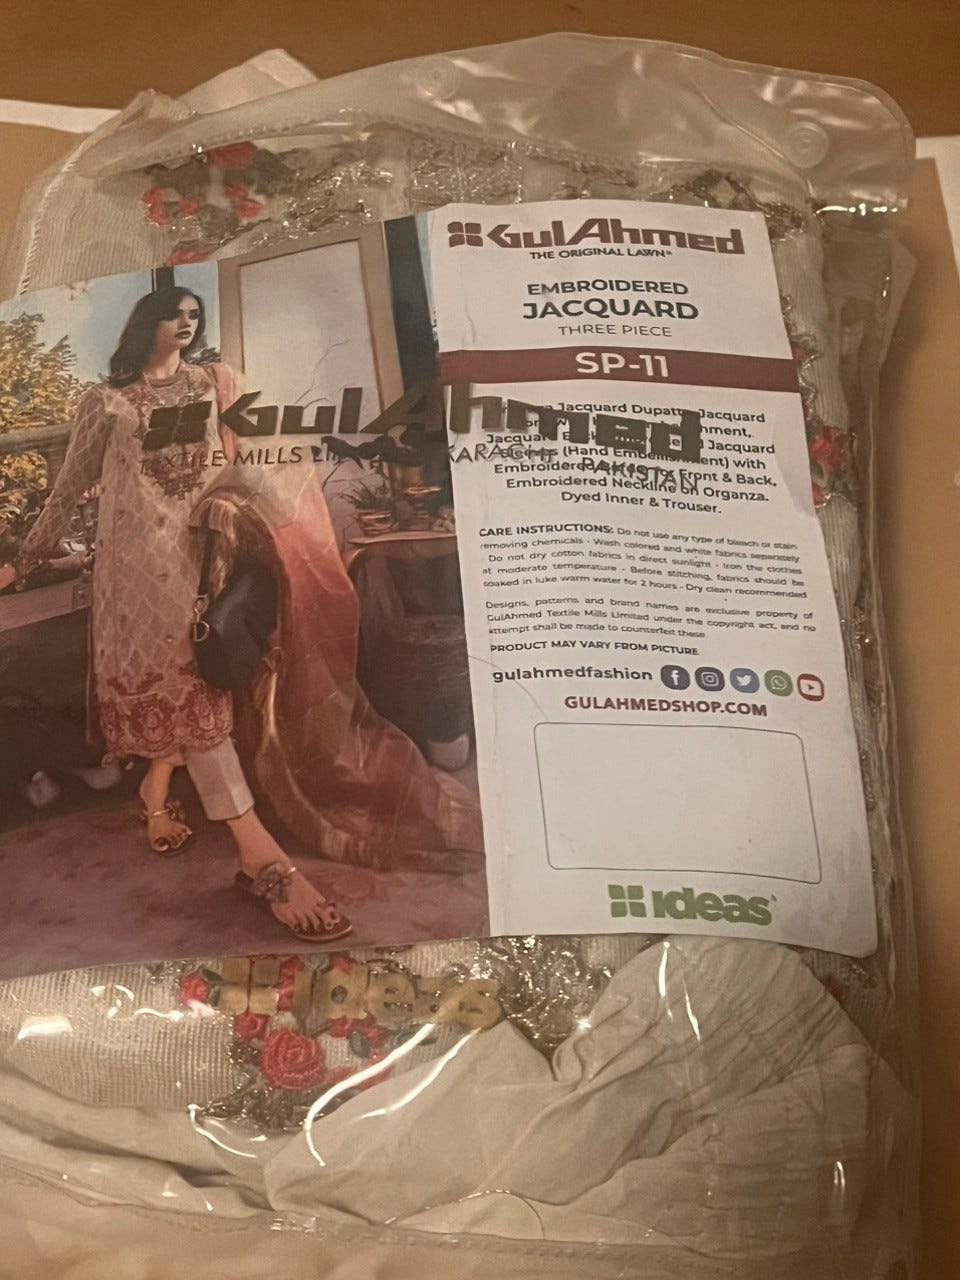 GulAhmed
THE ORIGINAL LAWN®
EMBROIDERED
JACQUARD
THREE PIECE
SP-11
GulAhmed
TEXTILE MILLS KARACHI PAKISTAN
Jacquard Jacquard
Jacquard
(Hand with
Embroidered for Front & Back,
Embroidered Neckline on Organza.
Dyed Inner & Trouser.
CARE INSTRUCTIONS: Do not use any type of bleach or stain
removing chemicals - Wash colored and white fabrics separately
- Do not dry cotton fabrics in direct sunlight - Iron the clothes
at moderate temperature - Before stitching, fabrics should be
soaked in luke warm water for 2 hours - Dry clean recommended
Designs, patterns and brand names are exclusive property of
GulAhmed Textile Mills Limited under the copyright act, and no
attempt shall be made to counterfeit these.
PRODUCT MAY VARY FROM PICTURE
gulahmedfashion
GULAHMEDSHOP.COM
ideas
D
ideas